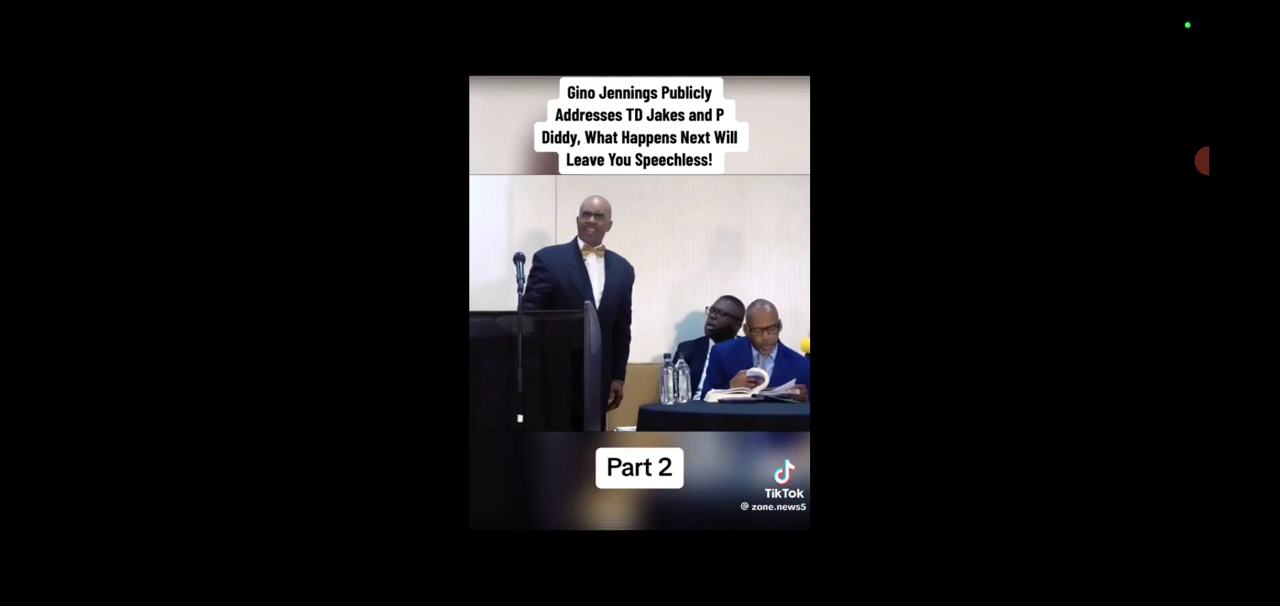 Gino Jennings Publicly
Addresses TD Jakes and P
Diddy, What Happens Next Will
Leave You Speechless!
Part 2
TikTok
@ zone.news5